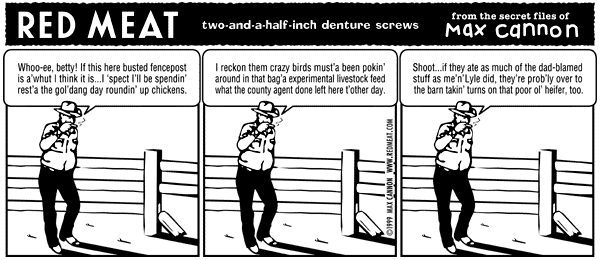 RED MEAT
two-and-a-half-inch denture screws
from the secret files of
Max cannon
Whoo-ee, betty! If this here busted fencepost
is a'whut I think it is...I 'spect I'll be spendin'
rest'a the gol'dang day roundin' up chickens.
I reckon them crazy birds must'a been pokin'
around in that bag'a experimental livestock feed
what the county agent done left here t'other day.
Shoot...if they ate as much of the dad-blamed
stuff as me'n'Lyle did, they're prob'ly over to
the barn takin' turns on that poor ol' heifer, too.
©1999 MAX CANNON WWW.REDMEAT.COM